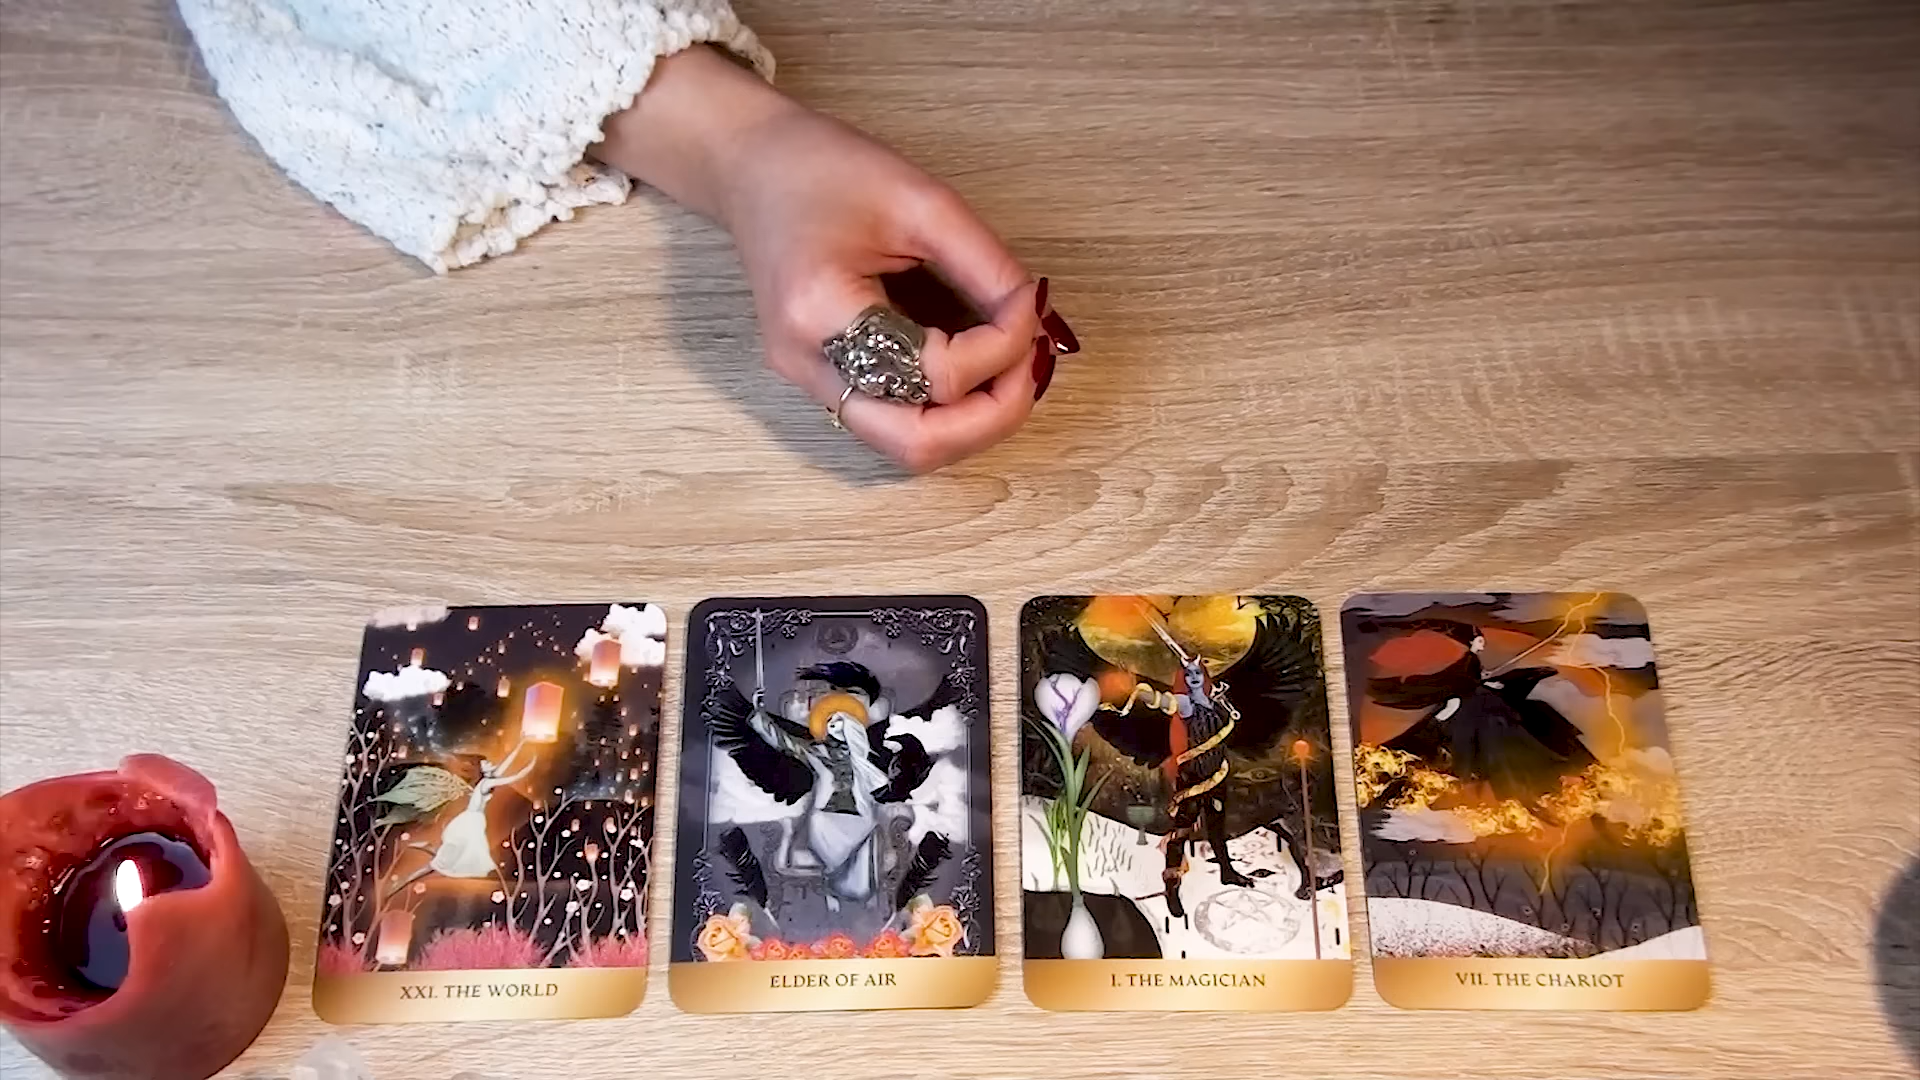 XXI. THE WORLD
ELDER OF AIR
I. THE MAGICIAN
VII. THE CHARIOT